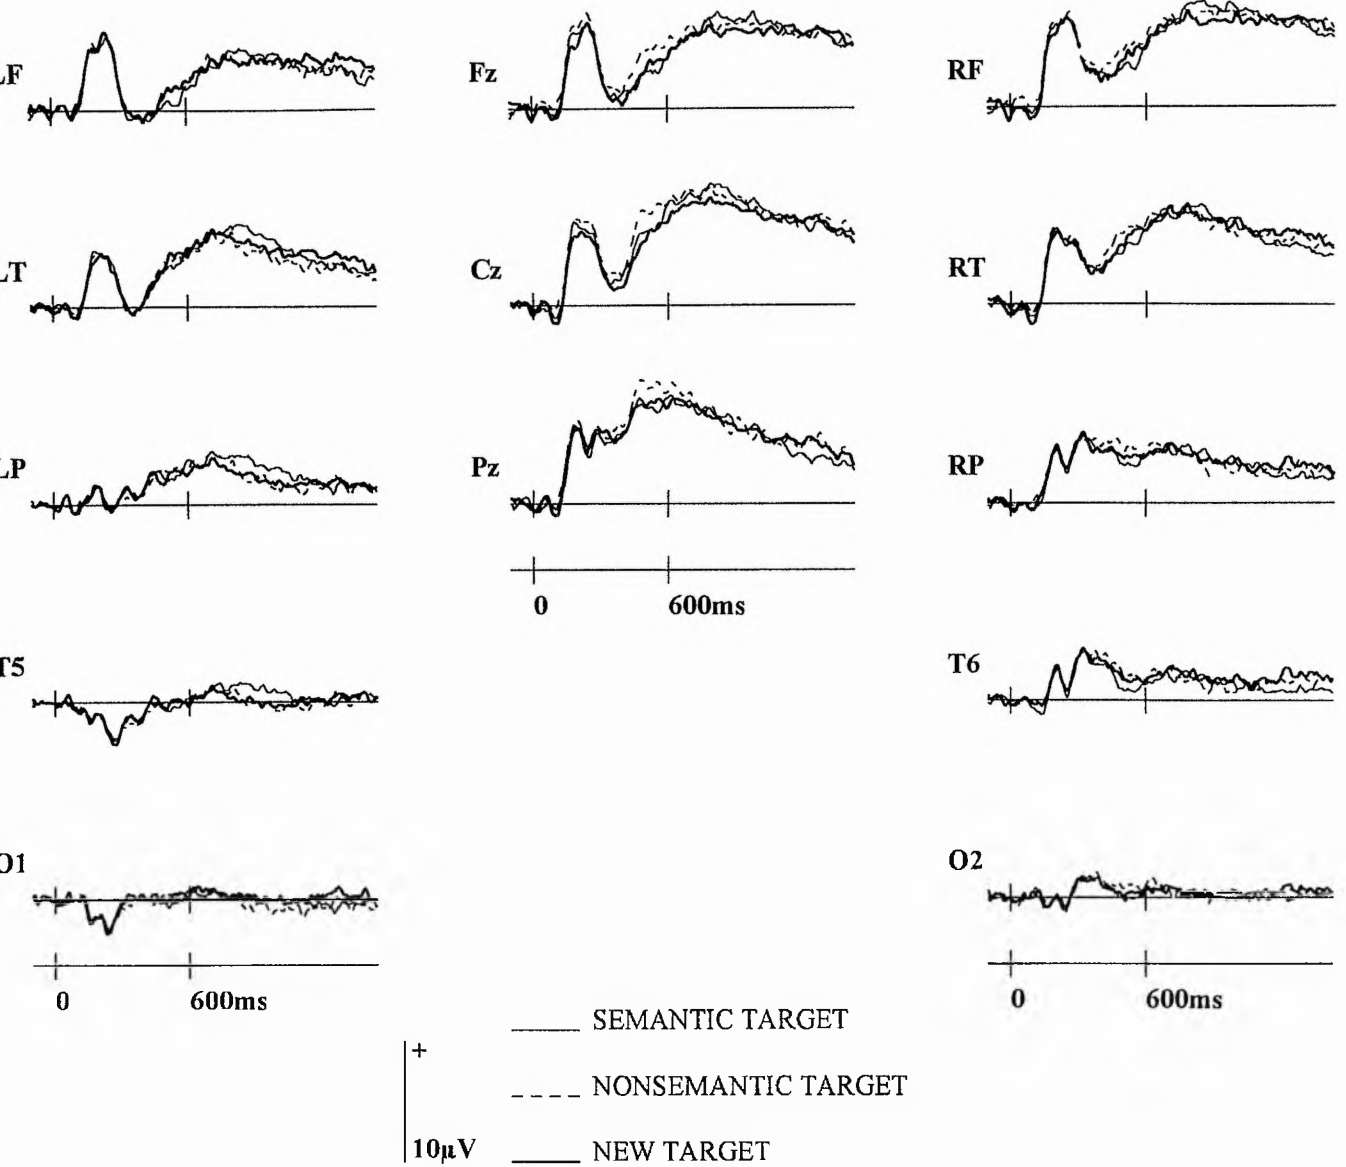 LF Fz RF
LT Cz RT
LP Pz RP
0 600ms
T5 T6
O1 O2
0 600ms 0 600ms
SEMANTIC TARGET
+
NONSEMANTIC TARGET
10µV NEW TARGET